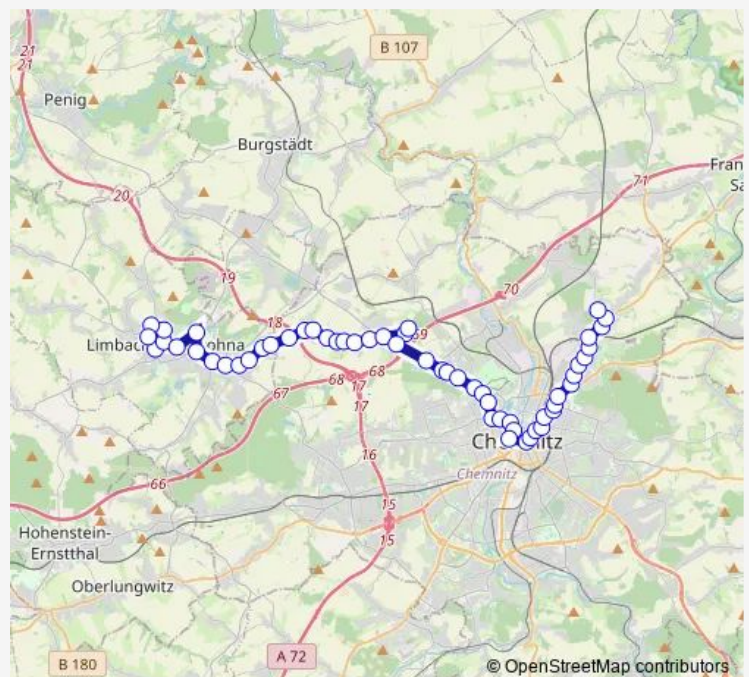 B 107
21
21
Penig
Burgstädt
71
Fran
Sa
20
19
70
18
69
Limbac
ohna
68
68
17
17
67
16
Ch
nitz
Chemnitz
66
15
15
Hohenstein-
Ernstthal
Oberlungwitz
A 72
B 180
© OpenStreetMap contributors